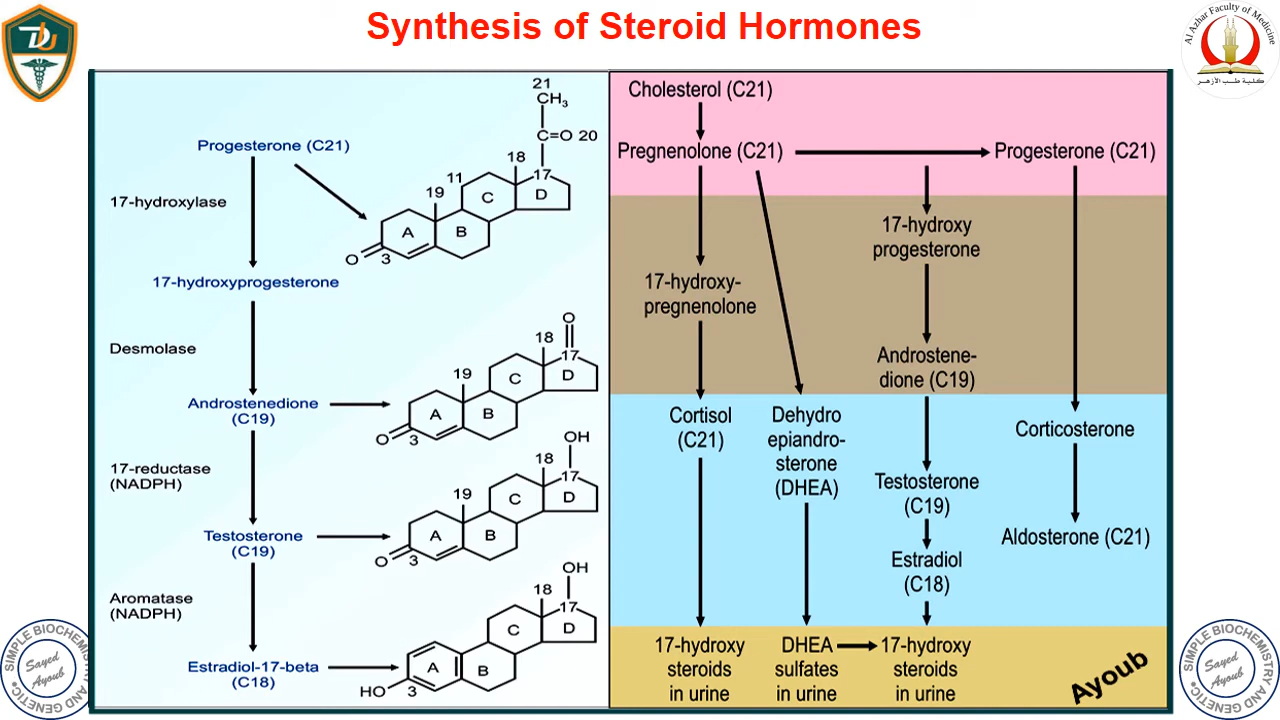 Synthesis of Steroid Hormones
DU
Al Azhar Faculty of Medicine
كلية طب الأزهر
21
CH₃
C=O 20
Progesterone (C21)
18
17
11
19
C
D
A
B
O
3
17-hydroxylase
17-hydroxyprogesterone
O
18
17
19
C
D
A
B
O
3
Desmolase
Androstenedione
(C19)
OH
18
17
19
C
D
A
B
O
3
17-reductase
(NADPH)
Testosterone
(C19)
OH
18
17
C
D
A
B
HO
3
Aromatase
(NADPH)
Estradiol-17-beta
(C18)
Cholesterol (C21)
Pregnenolone (C21)
Progesterone (C21)
17-hydroxy
progesterone
17-hydroxy-
pregnenolone
Androstene-
dione (C19)
Cortisol
(C21)
Dehydro
epiandro-
sterone
(DHEA)
Testosterone
(C19)
Estradiol
(C18)
Corticosterone
Aldosterone (C21)
17-hydroxy
steroids
in urine
DHEA
sulfates
in urine
17-hydroxy
steroids
in urine
Ayoub
SIMPLE BIOCHEMISTRY AND GENETIC
Sayed
Ayoub
SIMPLE BIOCHEMISTRY AND GENETIC
Sayed
Ayoub